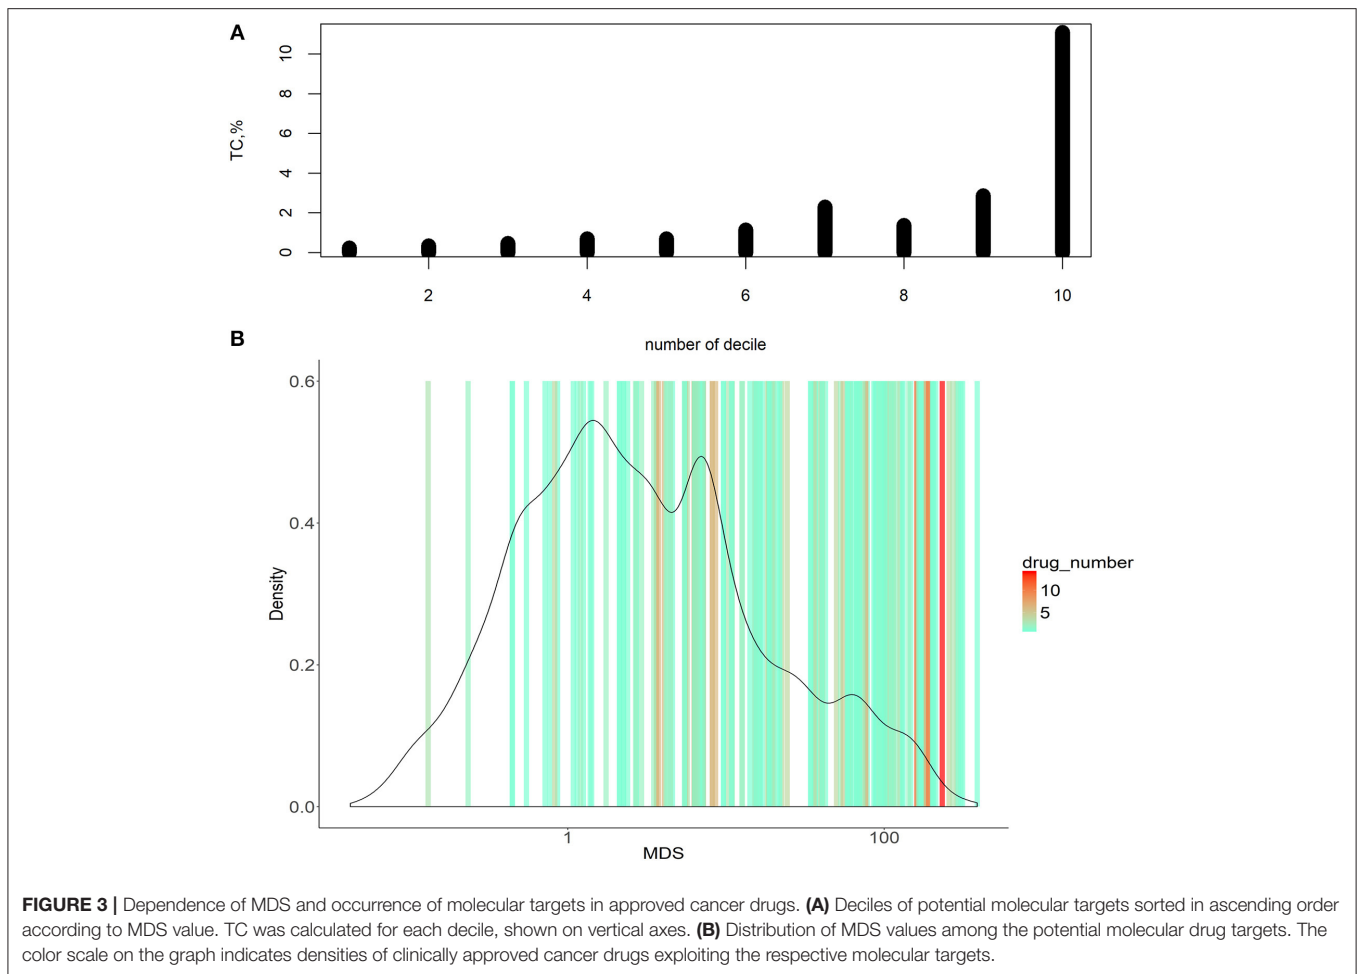 A
10
8
6
4
2
0
TC,%
2 4 6 8 10
number of decile
B
0.6
0.4
0.2
0.0
Density
1 100
MDS
drug_number
10
5
FIGURE 3 | Dependence of MDS and occurrence of molecular targets in approved cancer drugs. (A) Deciles of potential molecular targets sorted in ascending order
according to MDS value. TC was calculated for each decile, shown on vertical axes. (B) Distribution of MDS values among the potential molecular drug targets. The
color scale on the graph indicates densities of clinically approved cancer drugs exploiting the respective molecular targets.